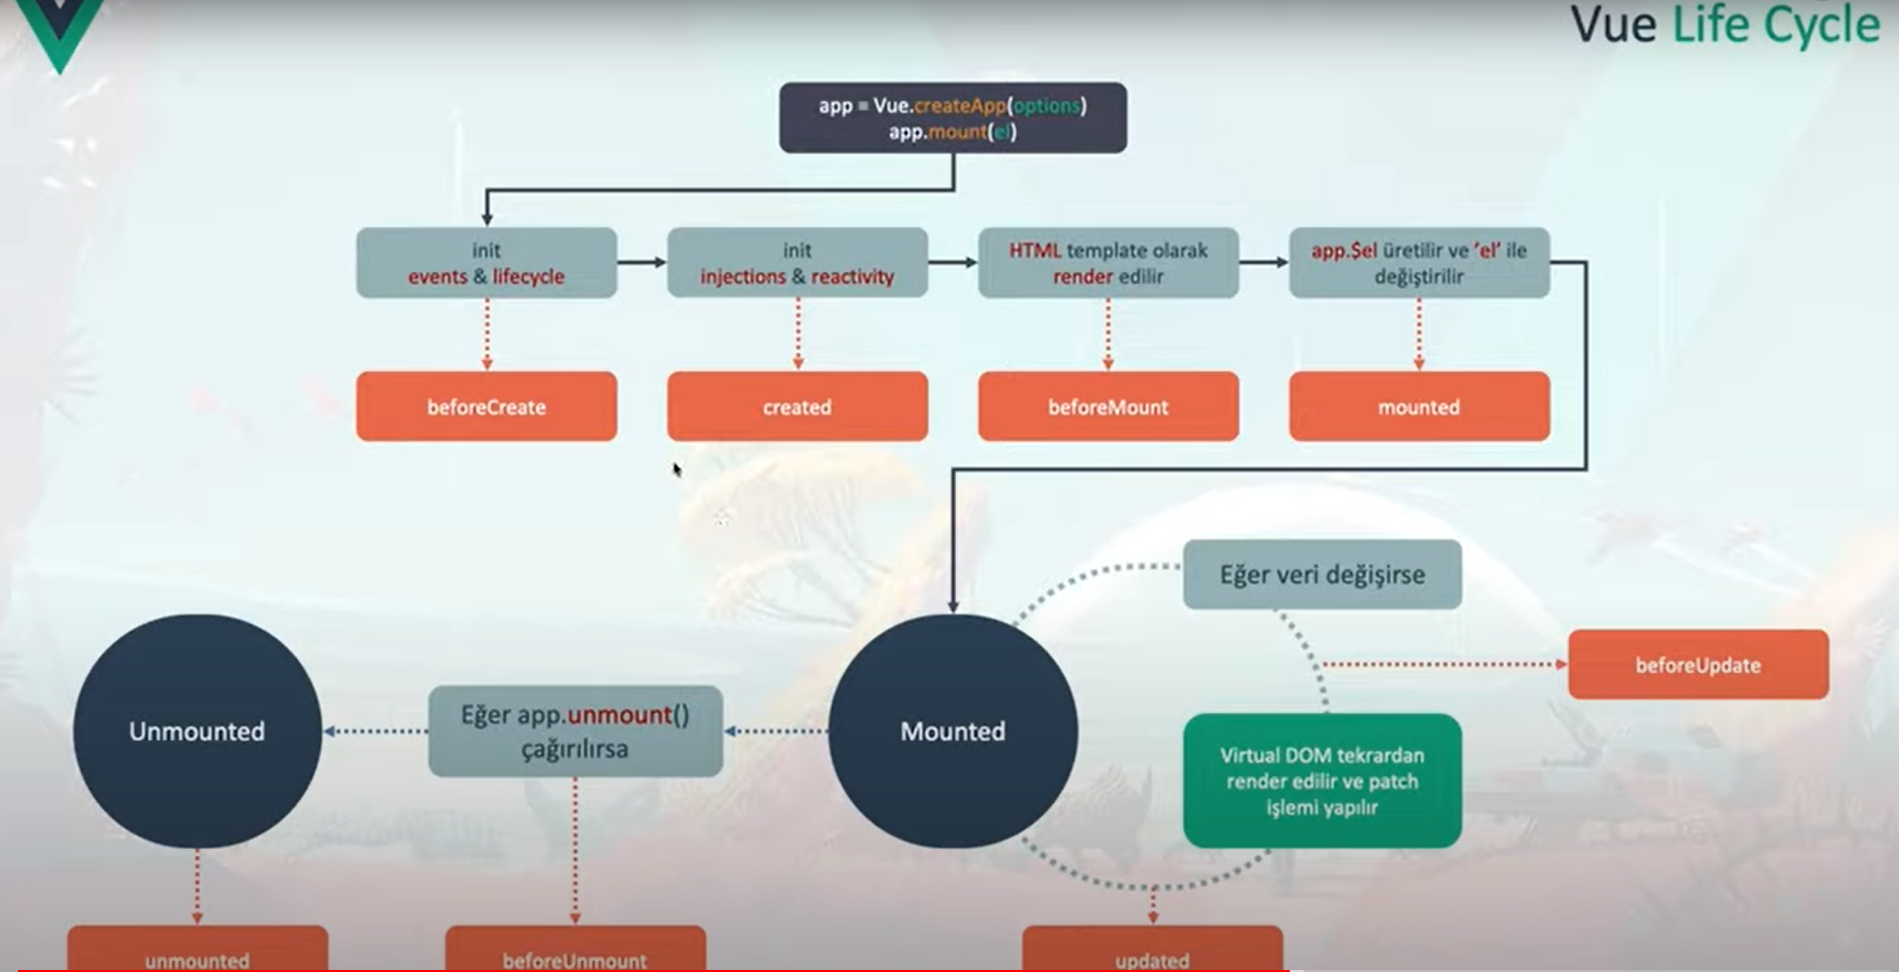 Vue Life Cycle
app = Vue.createApp(options)
app.mount(el)
init
events & lifecycle
init
injections & reactivity
HTML template olarak
render edilir
app.$el üretilir ve 'el' ile
değiştirilir
beforeCreate
created
beforeMount
mounted
Eğer veri değişirse
beforeUpdate
Unmounted
Eğer app.unmount()
çağırılırsa
Mounted
Virtual DOM tekrardan
render edilir ve patch
işlemi yapılır
unmounted
beforeUnmount
updated